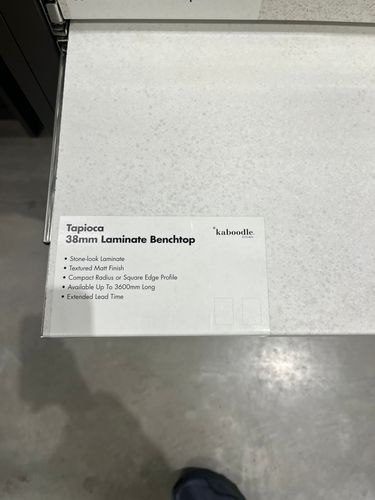 Tapioca
38mm Laminate Benchtop
kaboodle
• Stone-look Laminate
• Textured Matt Finish
• Compact Radius or Square Edge Profile
• Available Up To 3600mm Long
• Extended Lead Time